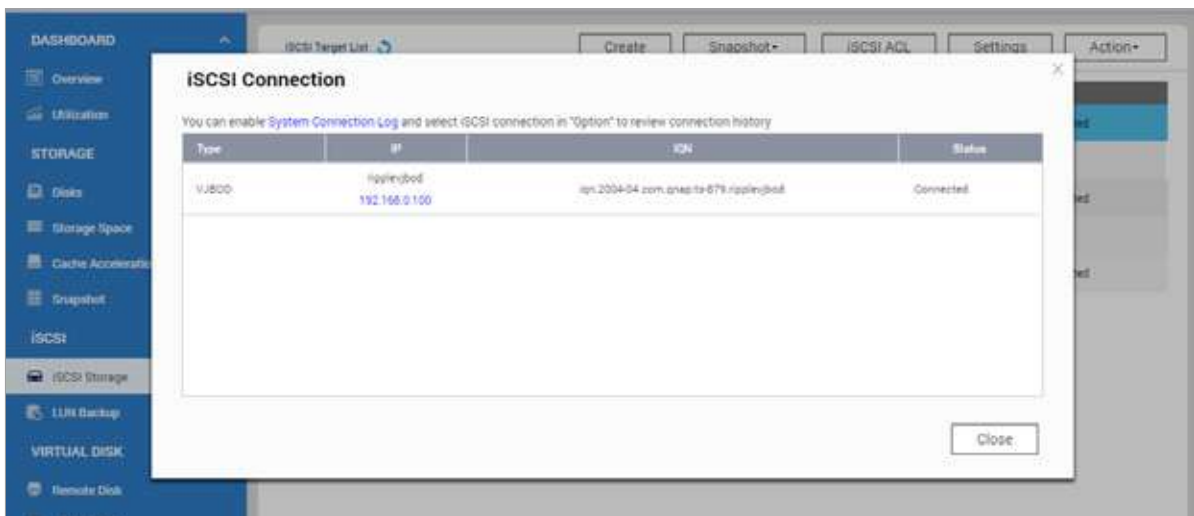 DASHBOARD
Overview
Utilization
STORAGE
Disks
Storage Space
Cache Acceleratio
Snapshot
iSCSI
iSCSI Storage
LUN Backup
VIRTUAL DISK
Remote Disk
iSCSI Target List
Create Snapshot iSCSI ACL Settings Action
iSCSI Connection
You can enable System Connection Log and select iSCSI connection in "Option" to review connection history
Type IP IQN Status
VJBOD ripplevjbod iqn.2004-04.com.qnap:ts-879.ripplevjbod Connected
192.168.0.100
Close